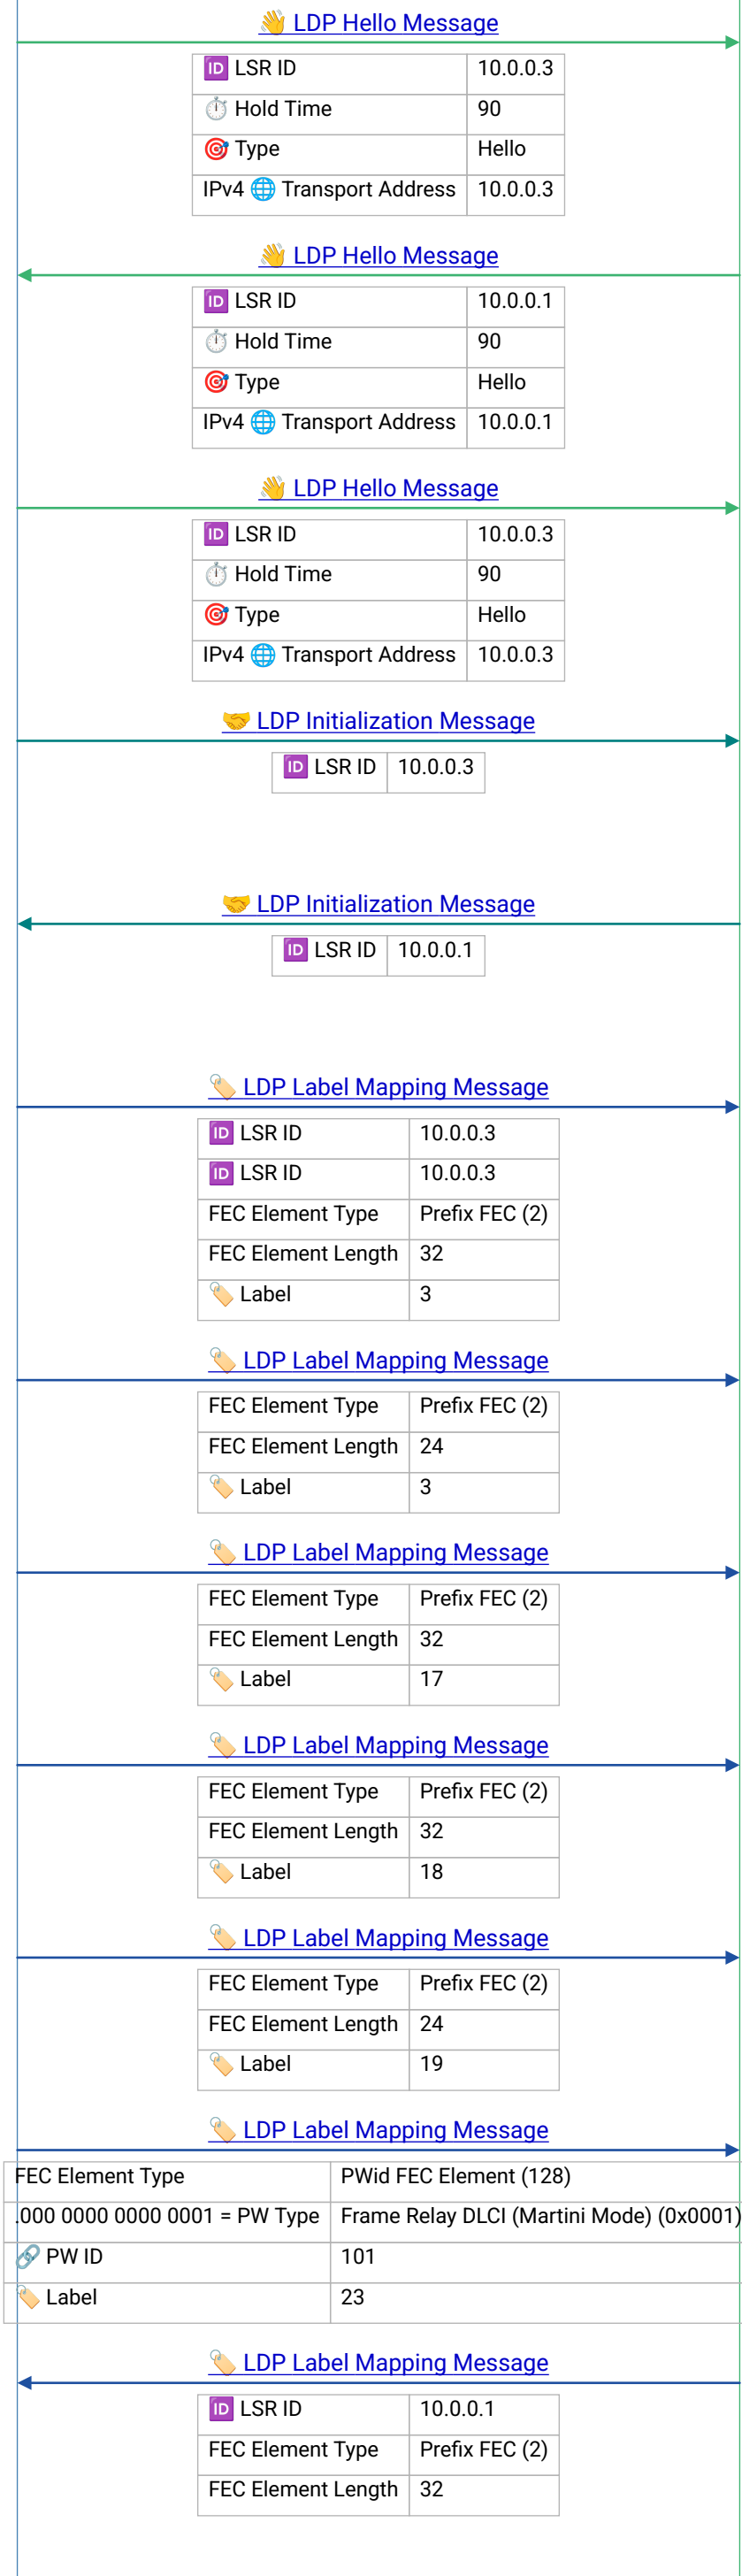 👋 LDP Hello Message
🆔 LSR ID 10.0.0.3
⏱️ Hold Time 90
🎯 Type Hello
IPv4 🌐 Transport Address 10.0.0.3
👋 LDP Hello Message
🆔 LSR ID 10.0.0.1
⏱️ Hold Time 90
🎯 Type Hello
IPv4 🌐 Transport Address 10.0.0.1
👋 LDP Hello Message
🆔 LSR ID 10.0.0.3
⏱️ Hold Time 90
🎯 Type Hello
IPv4 🌐 Transport Address 10.0.0.3
🤝 LDP Initialization Message
🆔 LSR ID 10.0.0.3
🤝 LDP Initialization Message
🆔 LSR ID 10.0.0.1
🏷️ LDP Label Mapping Message
🆔 LSR ID 10.0.0.3
🆔 LSR ID 10.0.0.3
FEC Element Type Prefix FEC (2)
FEC Element Length 32
🏷️ Label 3
🏷️ LDP Label Mapping Message
FEC Element Type Prefix FEC (2)
FEC Element Length 24
🏷️ Label 3
🏷️ LDP Label Mapping Message
FEC Element Type Prefix FEC (2)
FEC Element Length 32
🏷️ Label 17
🏷️ LDP Label Mapping Message
FEC Element Type Prefix FEC (2)
FEC Element Length 32
🏷️ Label 18
🏷️ LDP Label Mapping Message
FEC Element Type Prefix FEC (2)
FEC Element Length 24
🏷️ Label 19
🏷️ LDP Label Mapping Message
FEC Element Type PWid FEC Element (128)
.000 0000 0000 0001 = PW Type Frame Relay DLCI (Martini Mode) (0x0001)
🔗 PW ID 101
🏷️ Label 23
🏷️ LDP Label Mapping Message
🆔 LSR ID 10.0.0.1
FEC Element Type Prefix FEC (2)
FEC Element Length 32